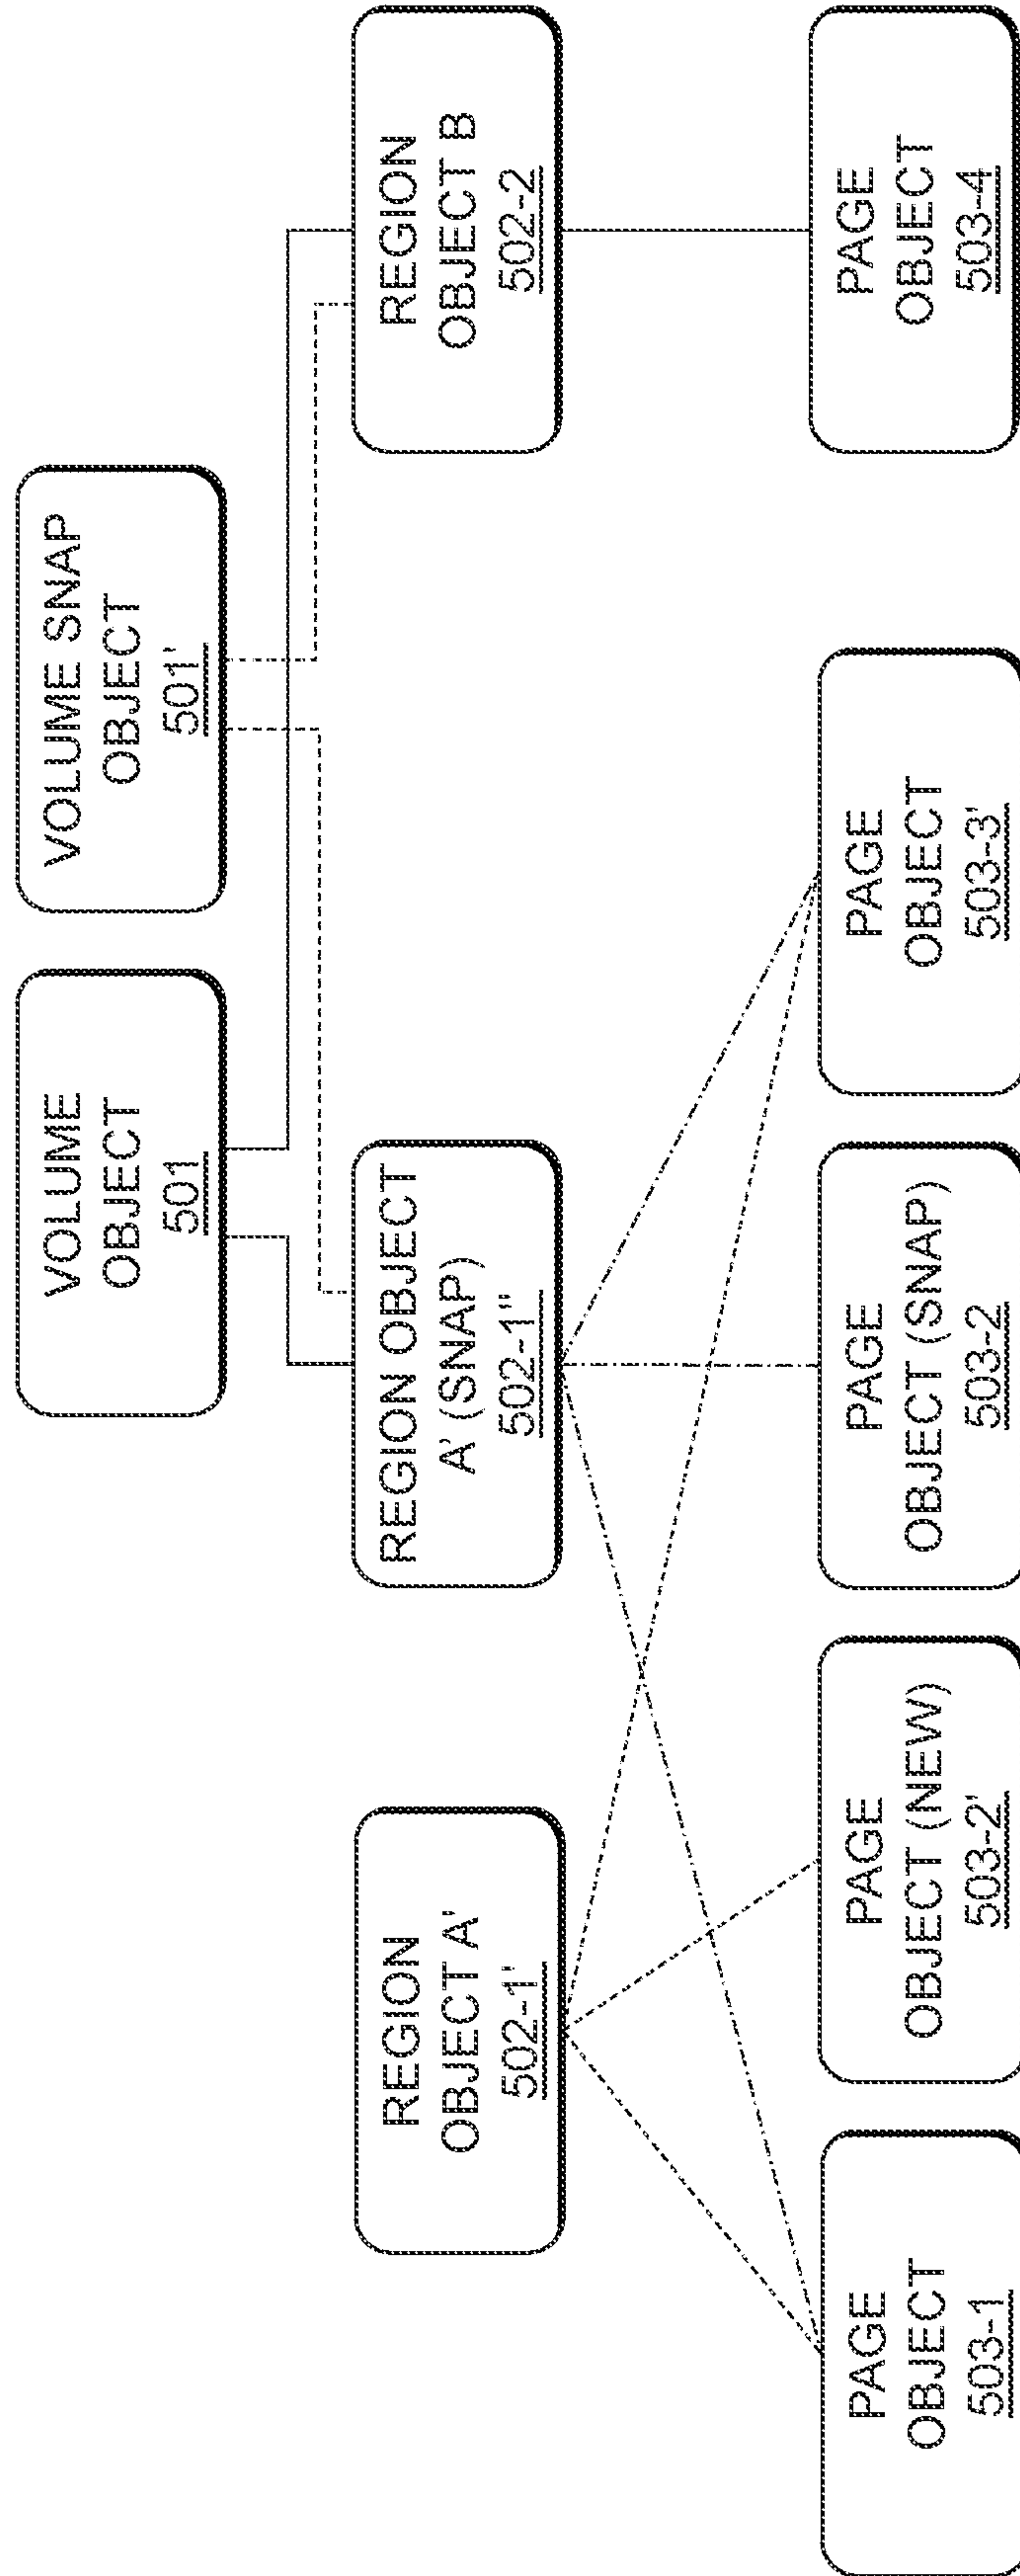 VOLUME
OBJECT
501
VOLUME SNAP
OBJECT
501'
REGION
OBJECT A'
502-1'
REGION OBJECT
A' (SNAP)
502-1"
REGION
OBJECT B
502-2
PAGE
OBJECT
503-1
PAGE
OBJECT (NEW)
503-2'
PAGE
OBJECT (SNAP)
503-2
PAGE
OBJECT
503-3'
PAGE
OBJECT
503-4